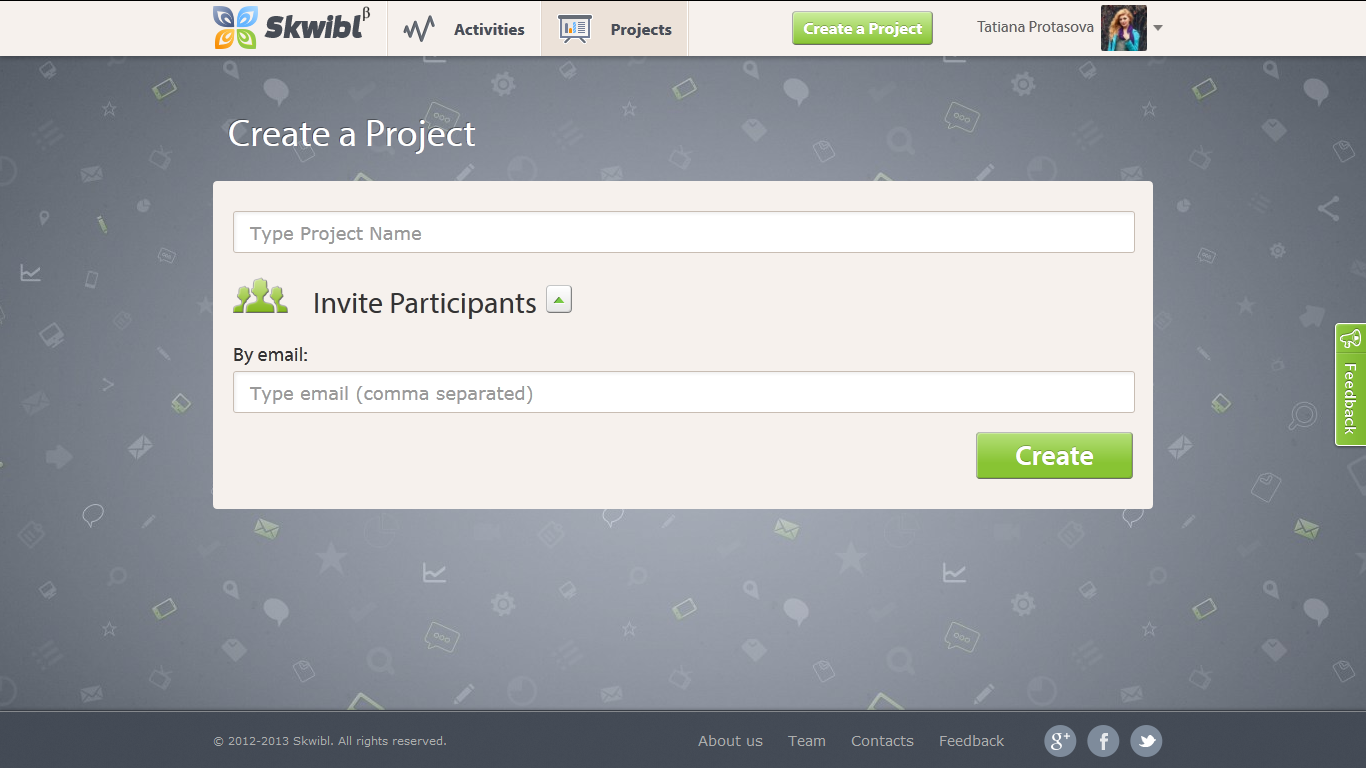 Skwibl β
Activities
Projects
Create a Project
Tatiana Protasova
Create a Project
Type Project Name
Invite Participants
By email:
Type email (comma separated)
Create
Feedback
© 2012-2013 Skwibl. All rights reserved.
About us
Team
Contacts
Feedback
g+
f